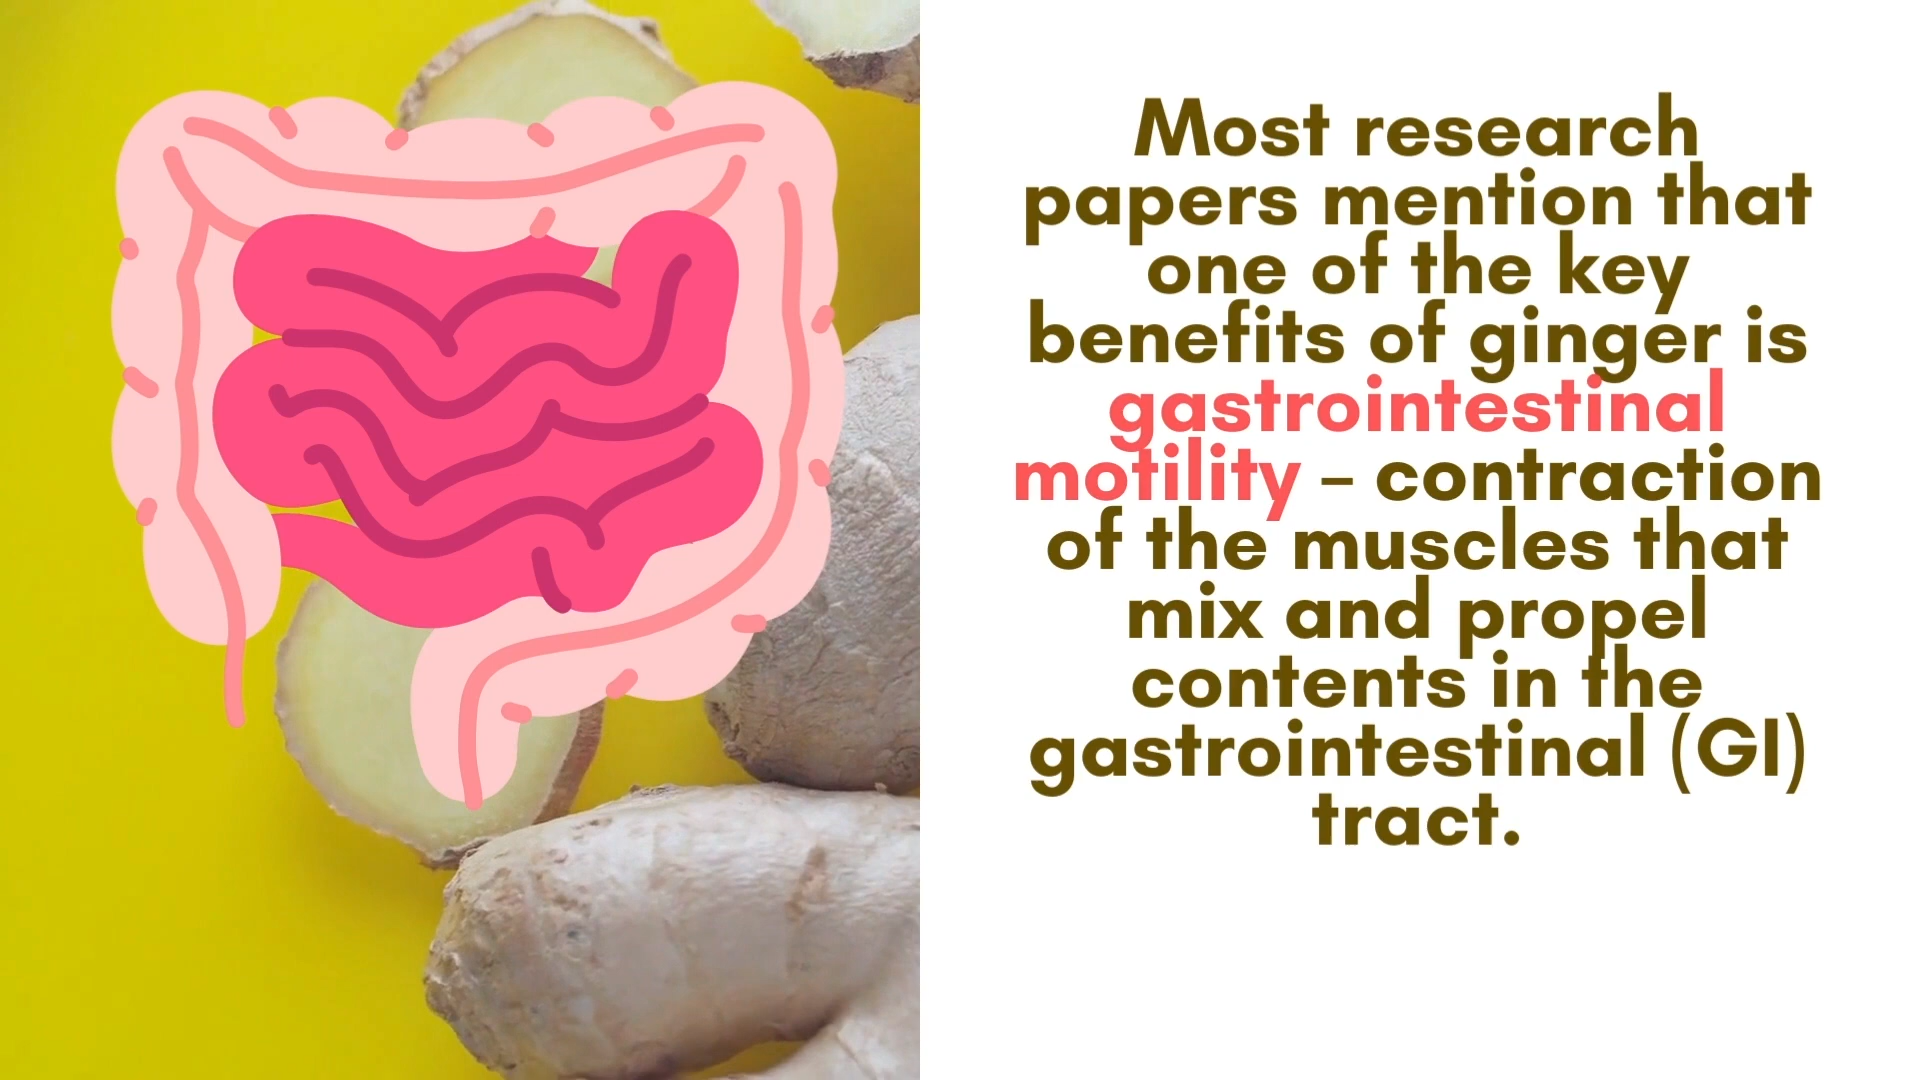 Most research
papers mention that
one of the key
benefits of ginger is
gastrointestinal
motility – contraction
of the muscles that
mix and propel
contents in the
gastrointestinal (GI)
tract.